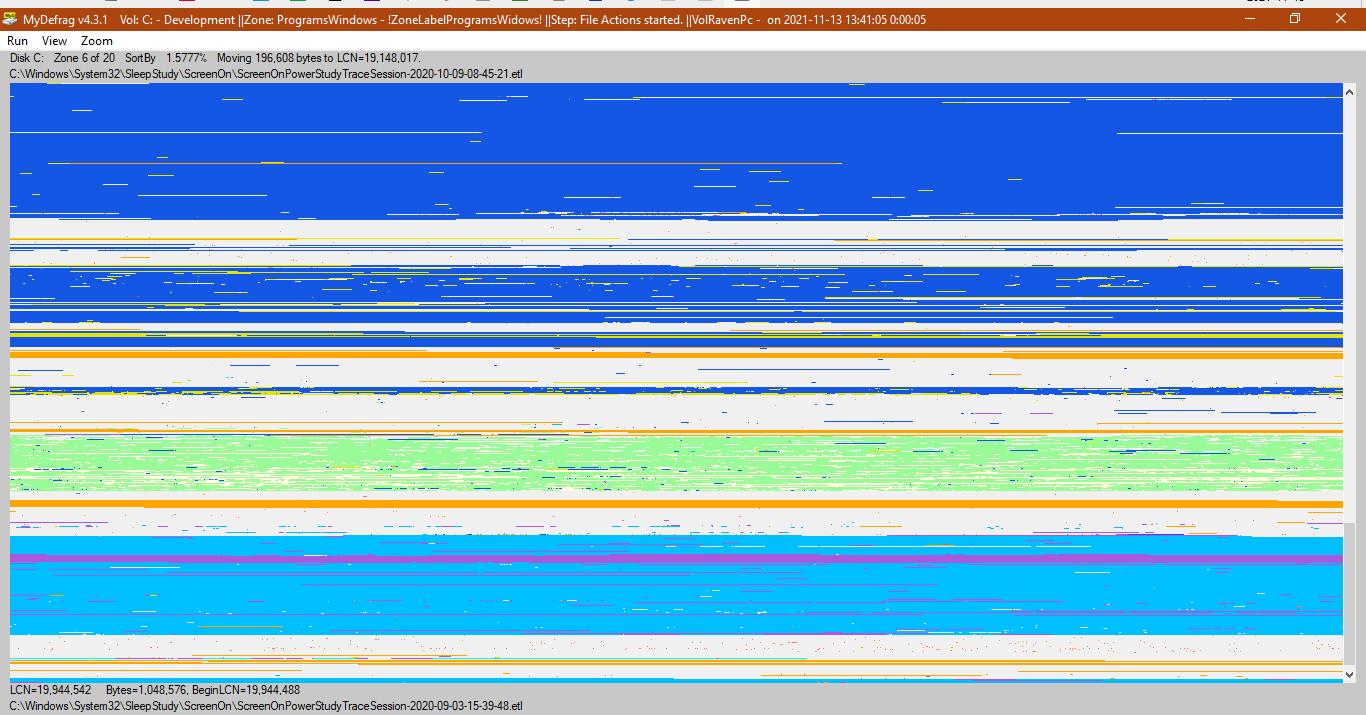 MyDefrag v4.3.1    Vol: C: - Development ||Zone: ProgramsWindows - !ZoneLabelProgramsWidows! ||Step: File Actions started. ||VolRavenPc -  on 2021-11-13 13:41:05 0:00:05
Run View Zoom
Disk C:   Zone 6 of 20   SortBy   1.5777%   Moving 196,608 bytes to LCN=19,148,017.
C:\Windows\System32\SleepStudy\ScreenOn\ScreenOnPowerStudyTraceSession-2020-10-09-08-45-21.etl
LCN=19,944,542    Bytes=1,048,576, BeginLCN=19,944,488
C:\Windows\System32\SleepStudy\ScreenOn\ScreenOnPowerStudyTraceSession-2020-09-03-15-39-48.etl